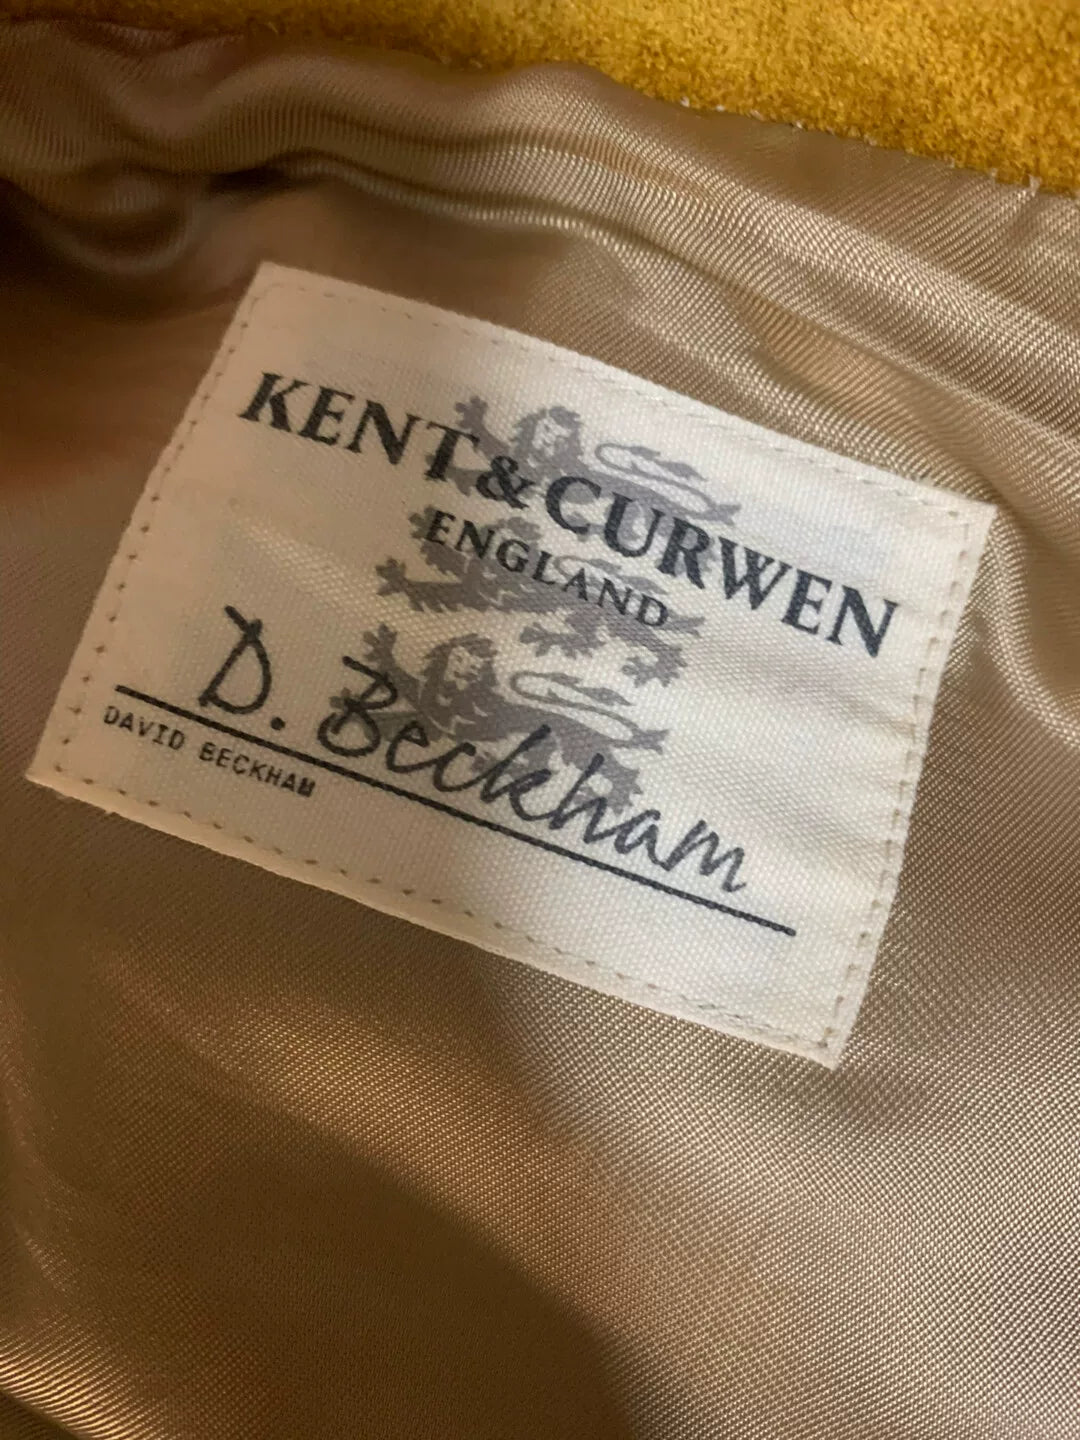 KENT & CURWEN
ENGLAND
D. Beckham
DAVID BECKHAM